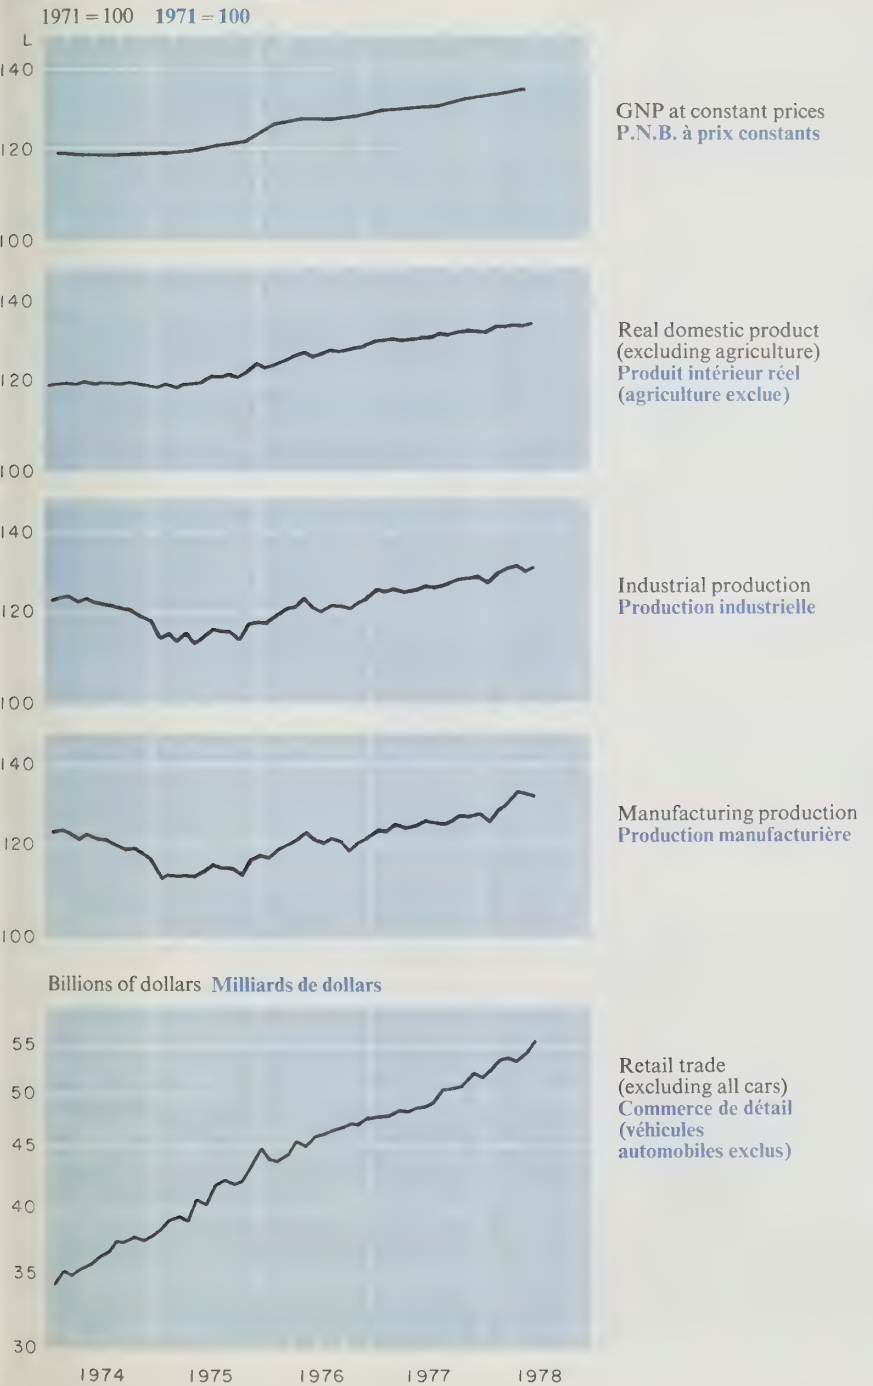 1971 = 100 1971 = 100
L
140
120
100
GNP at constant prices
P.N.B. à prix constants
140
120
100
Real domestic product
(excluding agriculture)
Produit intérieur réel
(agriculture exclue)
140
120
100
Industrial production
Production industrielle
140
120
100
Manufacturing production
Production manufacturière
Billions of dollars Milliards de dollars
55
50
45
40
35
30
Retail trade
(excluding all cars)
Commerce de détail
(véhicules
automobiles exclus)
1974 1975 1976 1977 1978